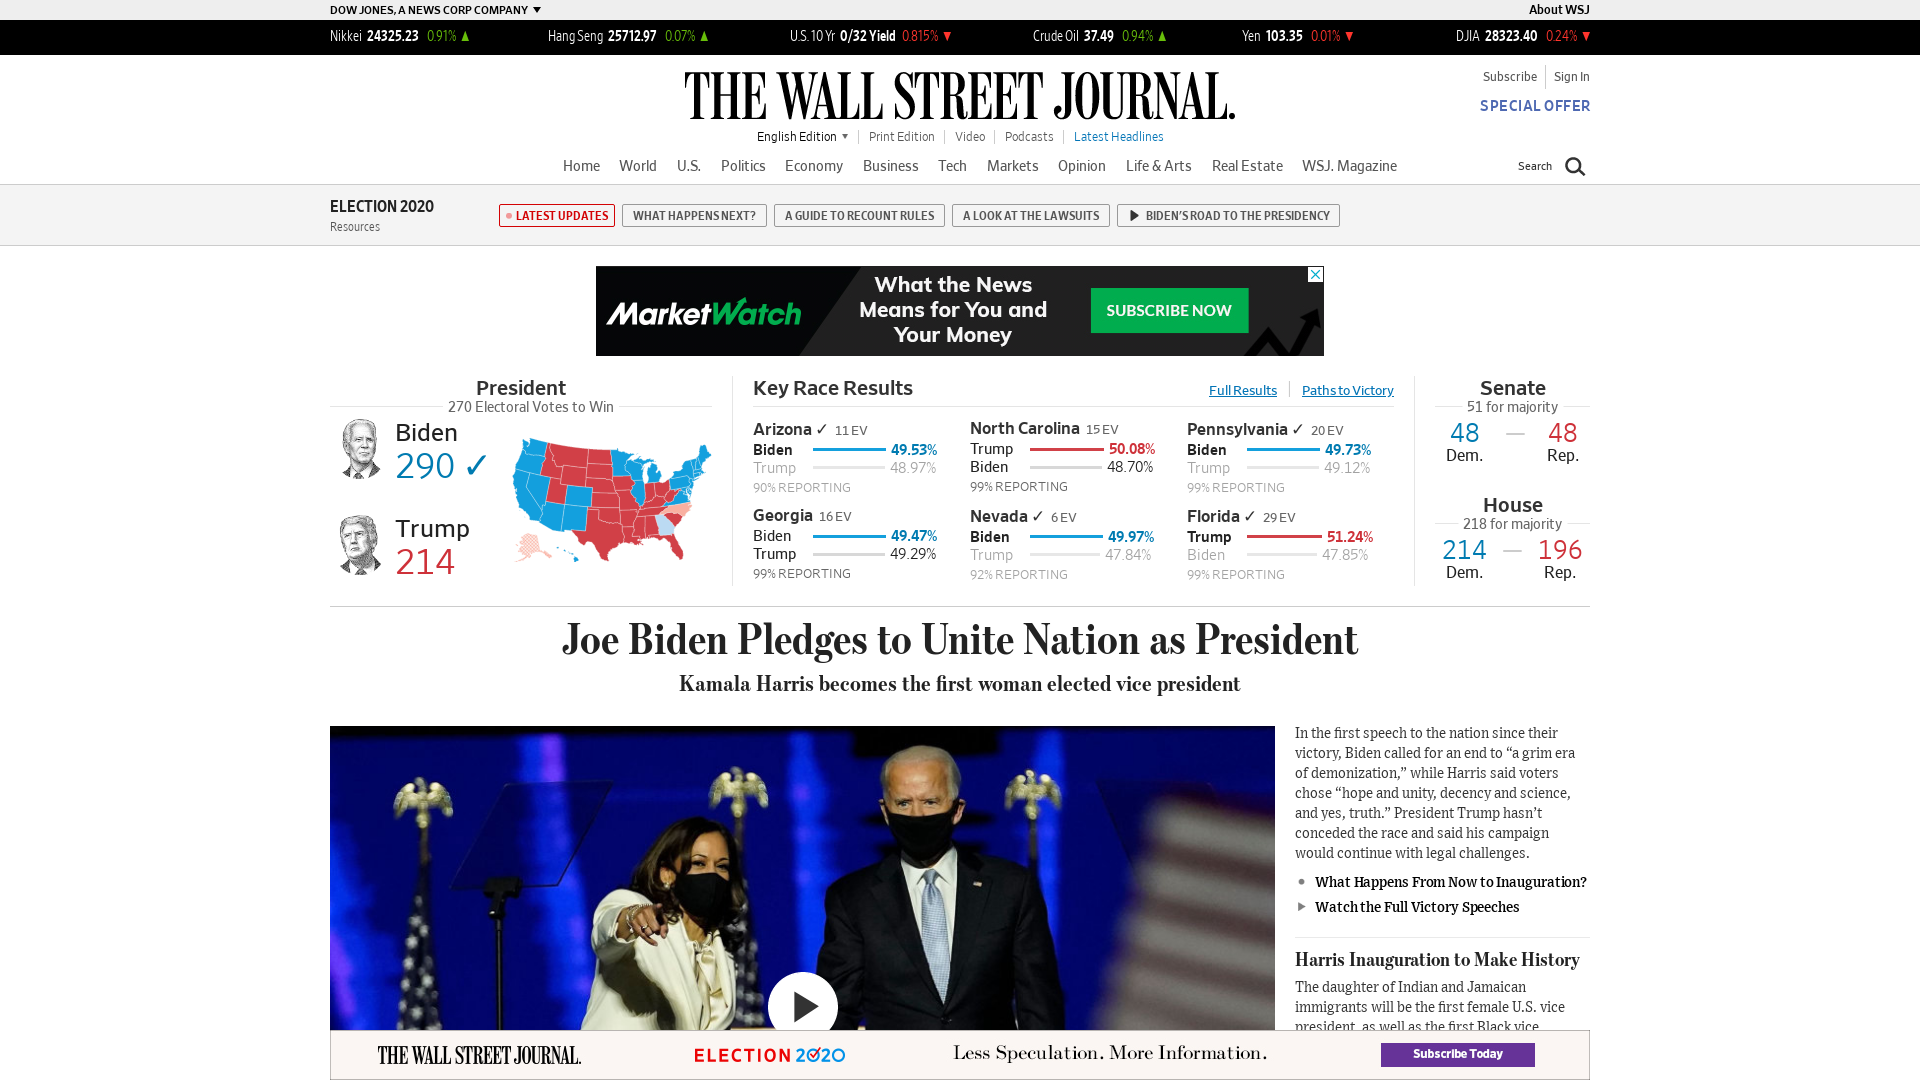 DOW JONES, A NEWS CORP COMPANY
About WSJ
Nikkei 24325.23 0.91% ▲
Hang Seng 25712.97 0.07% ▲
U.S. 10 Yr 0/32 Yield 0.815% ▼
Crude Oil 37.49 0.94% ▲
Yen 103.35 0.01% ▼
DJIA 28323.40 0.24% ▼
THE WALL STREET JOURNAL.
Subscribe
Sign In
SPECIAL OFFER
English Edition
Print Edition
Video
Podcasts
Latest Headlines
Home World U.S. Politics Economy Business Tech Markets Opinion Life & Arts Real Estate WSJ. Magazine
Search
ELECTION 2020
Resources
LATEST UPDATES
WHAT HAPPENS NEXT?
A GUIDE TO RECOUNT RULES
A LOOK AT THE LAWSUITS
BIDEN'S ROAD TO THE PRESIDENCY
MarketWatch
What the News
Means for You and
Your Money
SUBSCRIBE NOW
President
270 Electoral Votes to Win
Biden
290 ✓
Trump
214
Key Race Results
Full Results
Paths to Victory
Arizona ✓ 11 EV
Biden 49.53%
Trump 48.97%
90% REPORTING
North Carolina 15 EV
Trump 50.08%
Biden 48.70%
99% REPORTING
Pennsylvania ✓ 20 EV
Biden 49.73%
Trump 49.12%
99% REPORTING
Georgia 16 EV
Biden 49.47%
Trump 49.29%
99% REPORTING
Nevada ✓ 6 EV
Biden 49.97%
Trump 47.84%
92% REPORTING
Florida ✓ 29 EV
Trump 51.24%
Biden 47.85%
99% REPORTING
Senate
51 for majority
48 — 48
Dem. Rep.
House
218 for majority
214 — 196
Dem. Rep.
Joe Biden Pledges to Unite Nation as President
Kamala Harris becomes the first woman elected vice president
In the first speech to the nation since their
victory, Biden called for an end to “a grim era
of demonization,” while Harris said voters
chose “hope and unity, decency and science,
and yes, truth.” President Trump hasn’t
conceded the race and said his campaign
would continue with legal challenges.
What Happens From Now to Inauguration?
Watch the Full Victory Speeches
Harris Inauguration to Make History
The daughter of Indian and Jamaican
immigrants will be the first female U.S. vice
president, as well as the first Black vice
THE WALL STREET JOURNAL.
ELECTION 2020
Less Speculation. More Information.
Subscribe Today